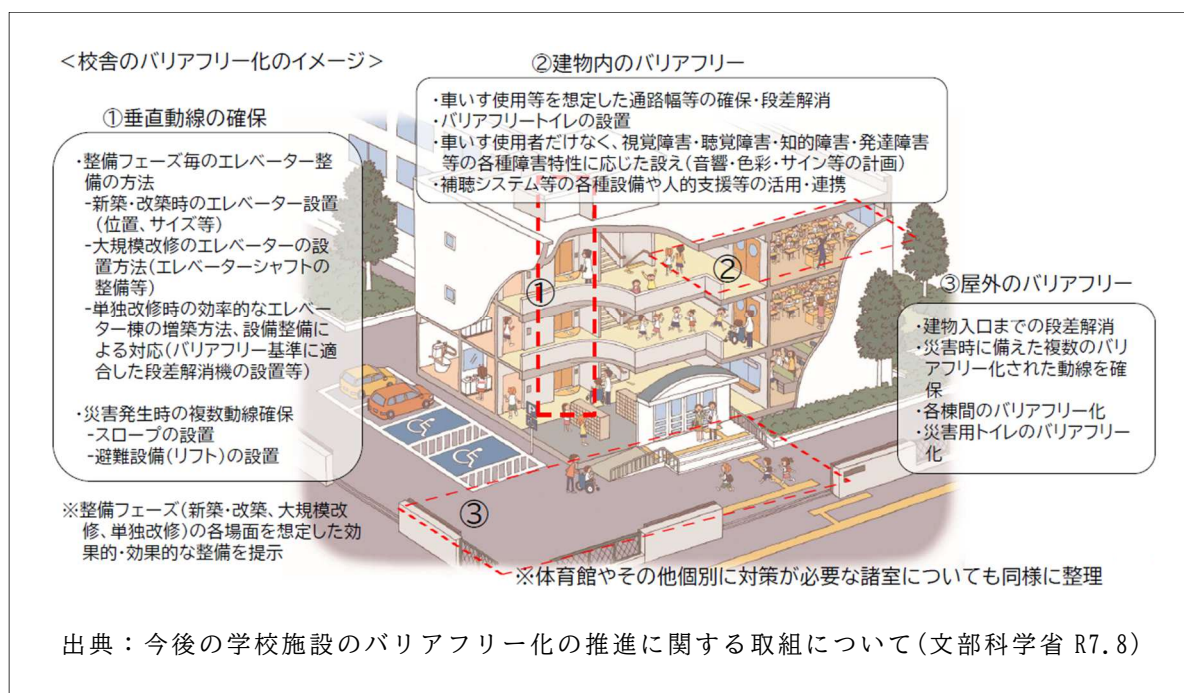 ＜校舎のバリアフリー化のイメージ＞
①垂直動線の確保
・整備フェーズ毎のエレベーター整
備の方法
-新築・改築時のエレベーター設置
(位置、サイズ等)
-大規模改修のエレベーターの設
置方法(エレベーターシャフトの
整備等)
-単独改修時の効率的なエレベー
ター棟の増築方法、設備整備に
よる対応(バリアフリー基準に適
合した段差解消機の設置等)
・災害発生時の複数動線確保
-スロープの設置
-避難設備(リフト)の設置
※整備フェーズ(新築・改築、大規模改
修、単独改修)の各場面を想定した効
果的・効果的な整備を提示
②建物内のバリアフリー
・車いす使用等を想定した通路幅等の確保・段差解消
・バリアフリートイレの設置
・車いす使用者だけなく、視覚障害・聴覚障害・知的障害・発達障害
等の各種障害特性に応じた設え(音響・色彩・サイン等の計画)
・補聴システム等の各種設備や人的支援等の活用・連携
①
②
③
③屋外のバリアフリー
・建物入口までの段差解消
・災害時に備えた複数のバリ
アフリー化された動線を確
保
・各棟間のバリアフリー化
・災害用トイレのバリアフリー
化
※体育館やその他個別に対策が必要な諸室についても同様に整理
出典：今後の学校施設のバリアフリー化の推進に関する取組について(文部科学省 R7.8)